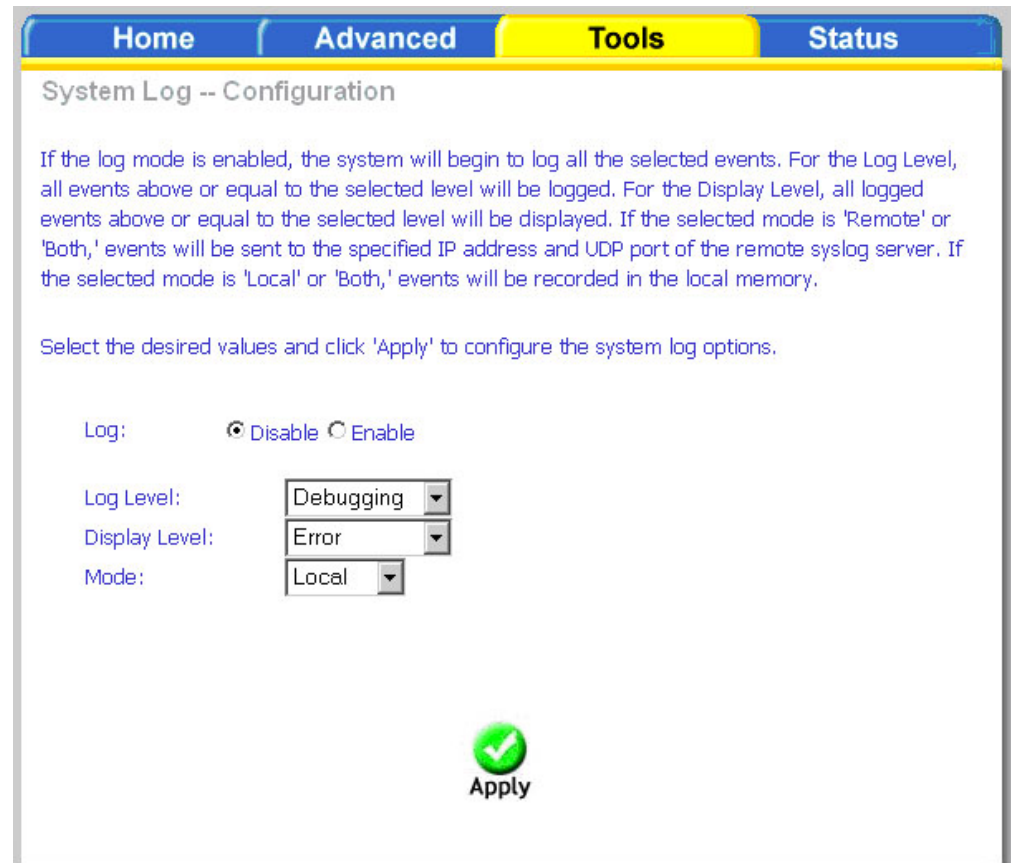 Home Advanced Tools Status
System Log -- Configuration
If the log mode is enabled, the system will begin to log all the selected events. For the Log Level,
all events above or equal to the selected level will be logged. For the Display Level, all logged
events above or equal to the selected level will be displayed. If the selected mode is 'Remote' or
'Both,' events will be sent to the specified IP address and UDP port of the remote syslog server. If
the selected mode is 'Local' or 'Both,' events will be recorded in the local memory.
Select the desired values and click 'Apply' to configure the system log options.
Log: Disable Enable
Log Level: Debugging
Display Level: Error
Mode: Local
Apply